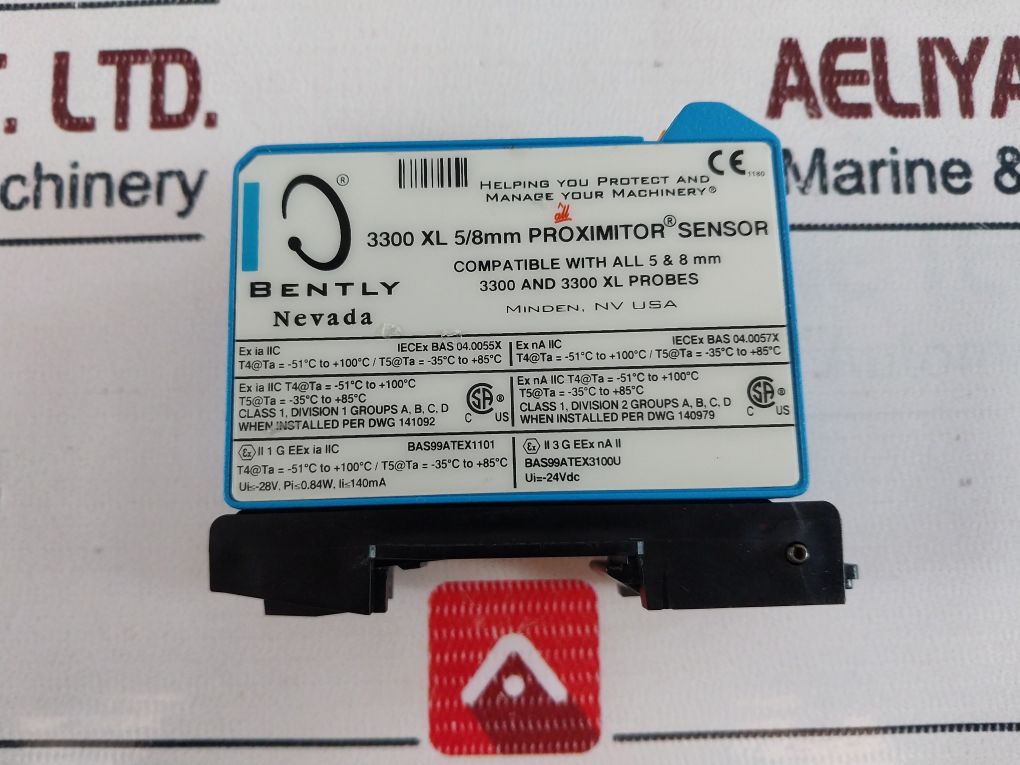 T. LTD.
AELIYA
chinery
Marine &
HELPING YOU PROTECT AND
MANAGE YOUR MACHINERY®
CE
1180
®
all
3300 XL 5/8mm PROXIMITOR® SENSOR
COMPATIBLE WITH ALL 5 & 8 mm
3300 AND 3300 XL PROBES
MINDEN, NV USA
BENTLY
Nevada
Ex ia IIC IECEx BAS 04.0055X
T4@Ta = -51°C to +100°C / T5@Ta = -35°C to +85°C
Ex nA IIC IECEx BAS 04.0057X
T4@Ta = -51°C to +100°C / T5@Ta = -35°C to +85°C
Ex ia IIC T4@Ta = -51°C to +100°C
T5@Ta = -35°C to +85°C
CLASS 1, DIVISION 1 GROUPS A, B, C, D
WHEN INSTALLED PER DWG 141092
SA ®
C US
Ex nA IIC T4@Ta = -51°C to +100°C
T5@Ta = -35°C to +85°C
CLASS 1, DIVISION 2 GROUPS A, B, C, D
WHEN INSTALLED PER DWG 140979
SA ®
C US
Ex II 1 G EEx ia IIC BAS99ATEX1101
T4@Ta = -51°C to +100°C / T5@Ta = -35°C to +85°C
Ui≤-28V, Pi≤0.84W, Ii≤140mA
Ex II 3 G EEx nA II
BAS99ATEX3100U
Ui=-24Vdc